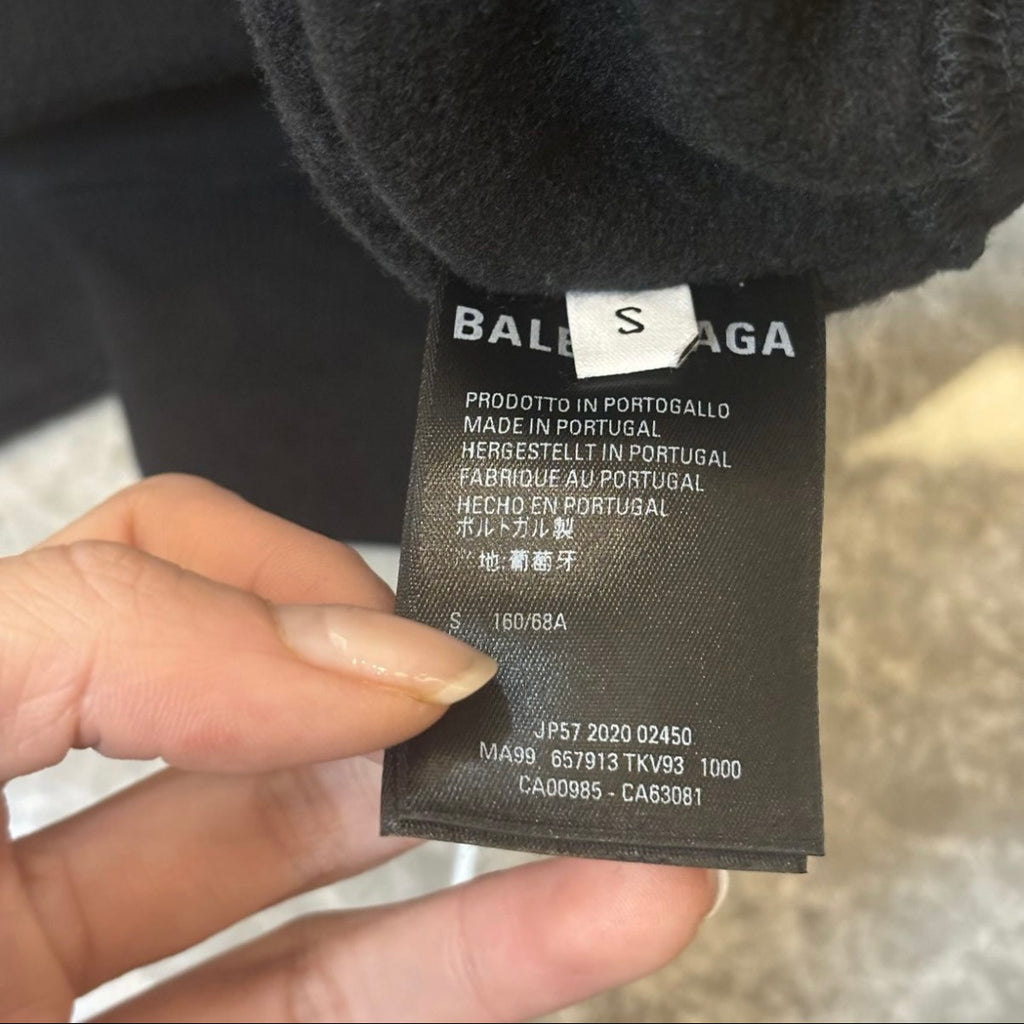 S
BALE AGA
PRODOTTO IN PORTOGALLO
MADE IN PORTUGAL
HERGESTELLT IN PORTUGAL
FABRIQUE AU PORTUGAL
HECHO EN PORTUGAL
ポルトガル製
地:葡萄牙
S 160/68A
JP57 2020 02450
MA99 657913 TKV93 1000
CA00985 - CA63081